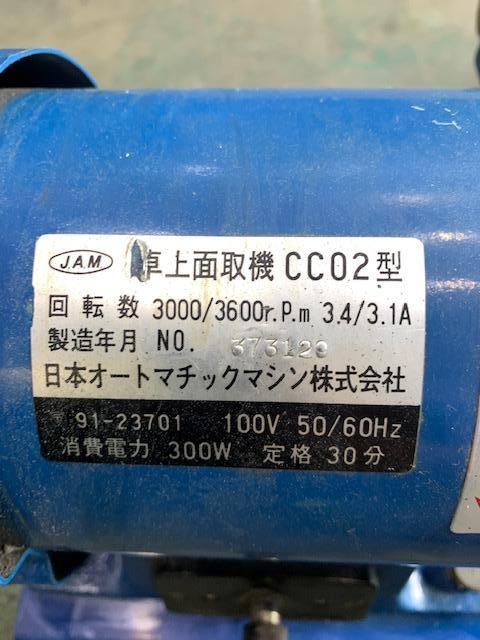 J.A.M 卓上面取機 CC02型
回転数 3000/3600r.P.m 3.4/3.1A
製造年月 NO. 373129
日本オートマチックマシン株式会社
91-23701 100V 50/60Hz
消費電力 300W 定格 30分